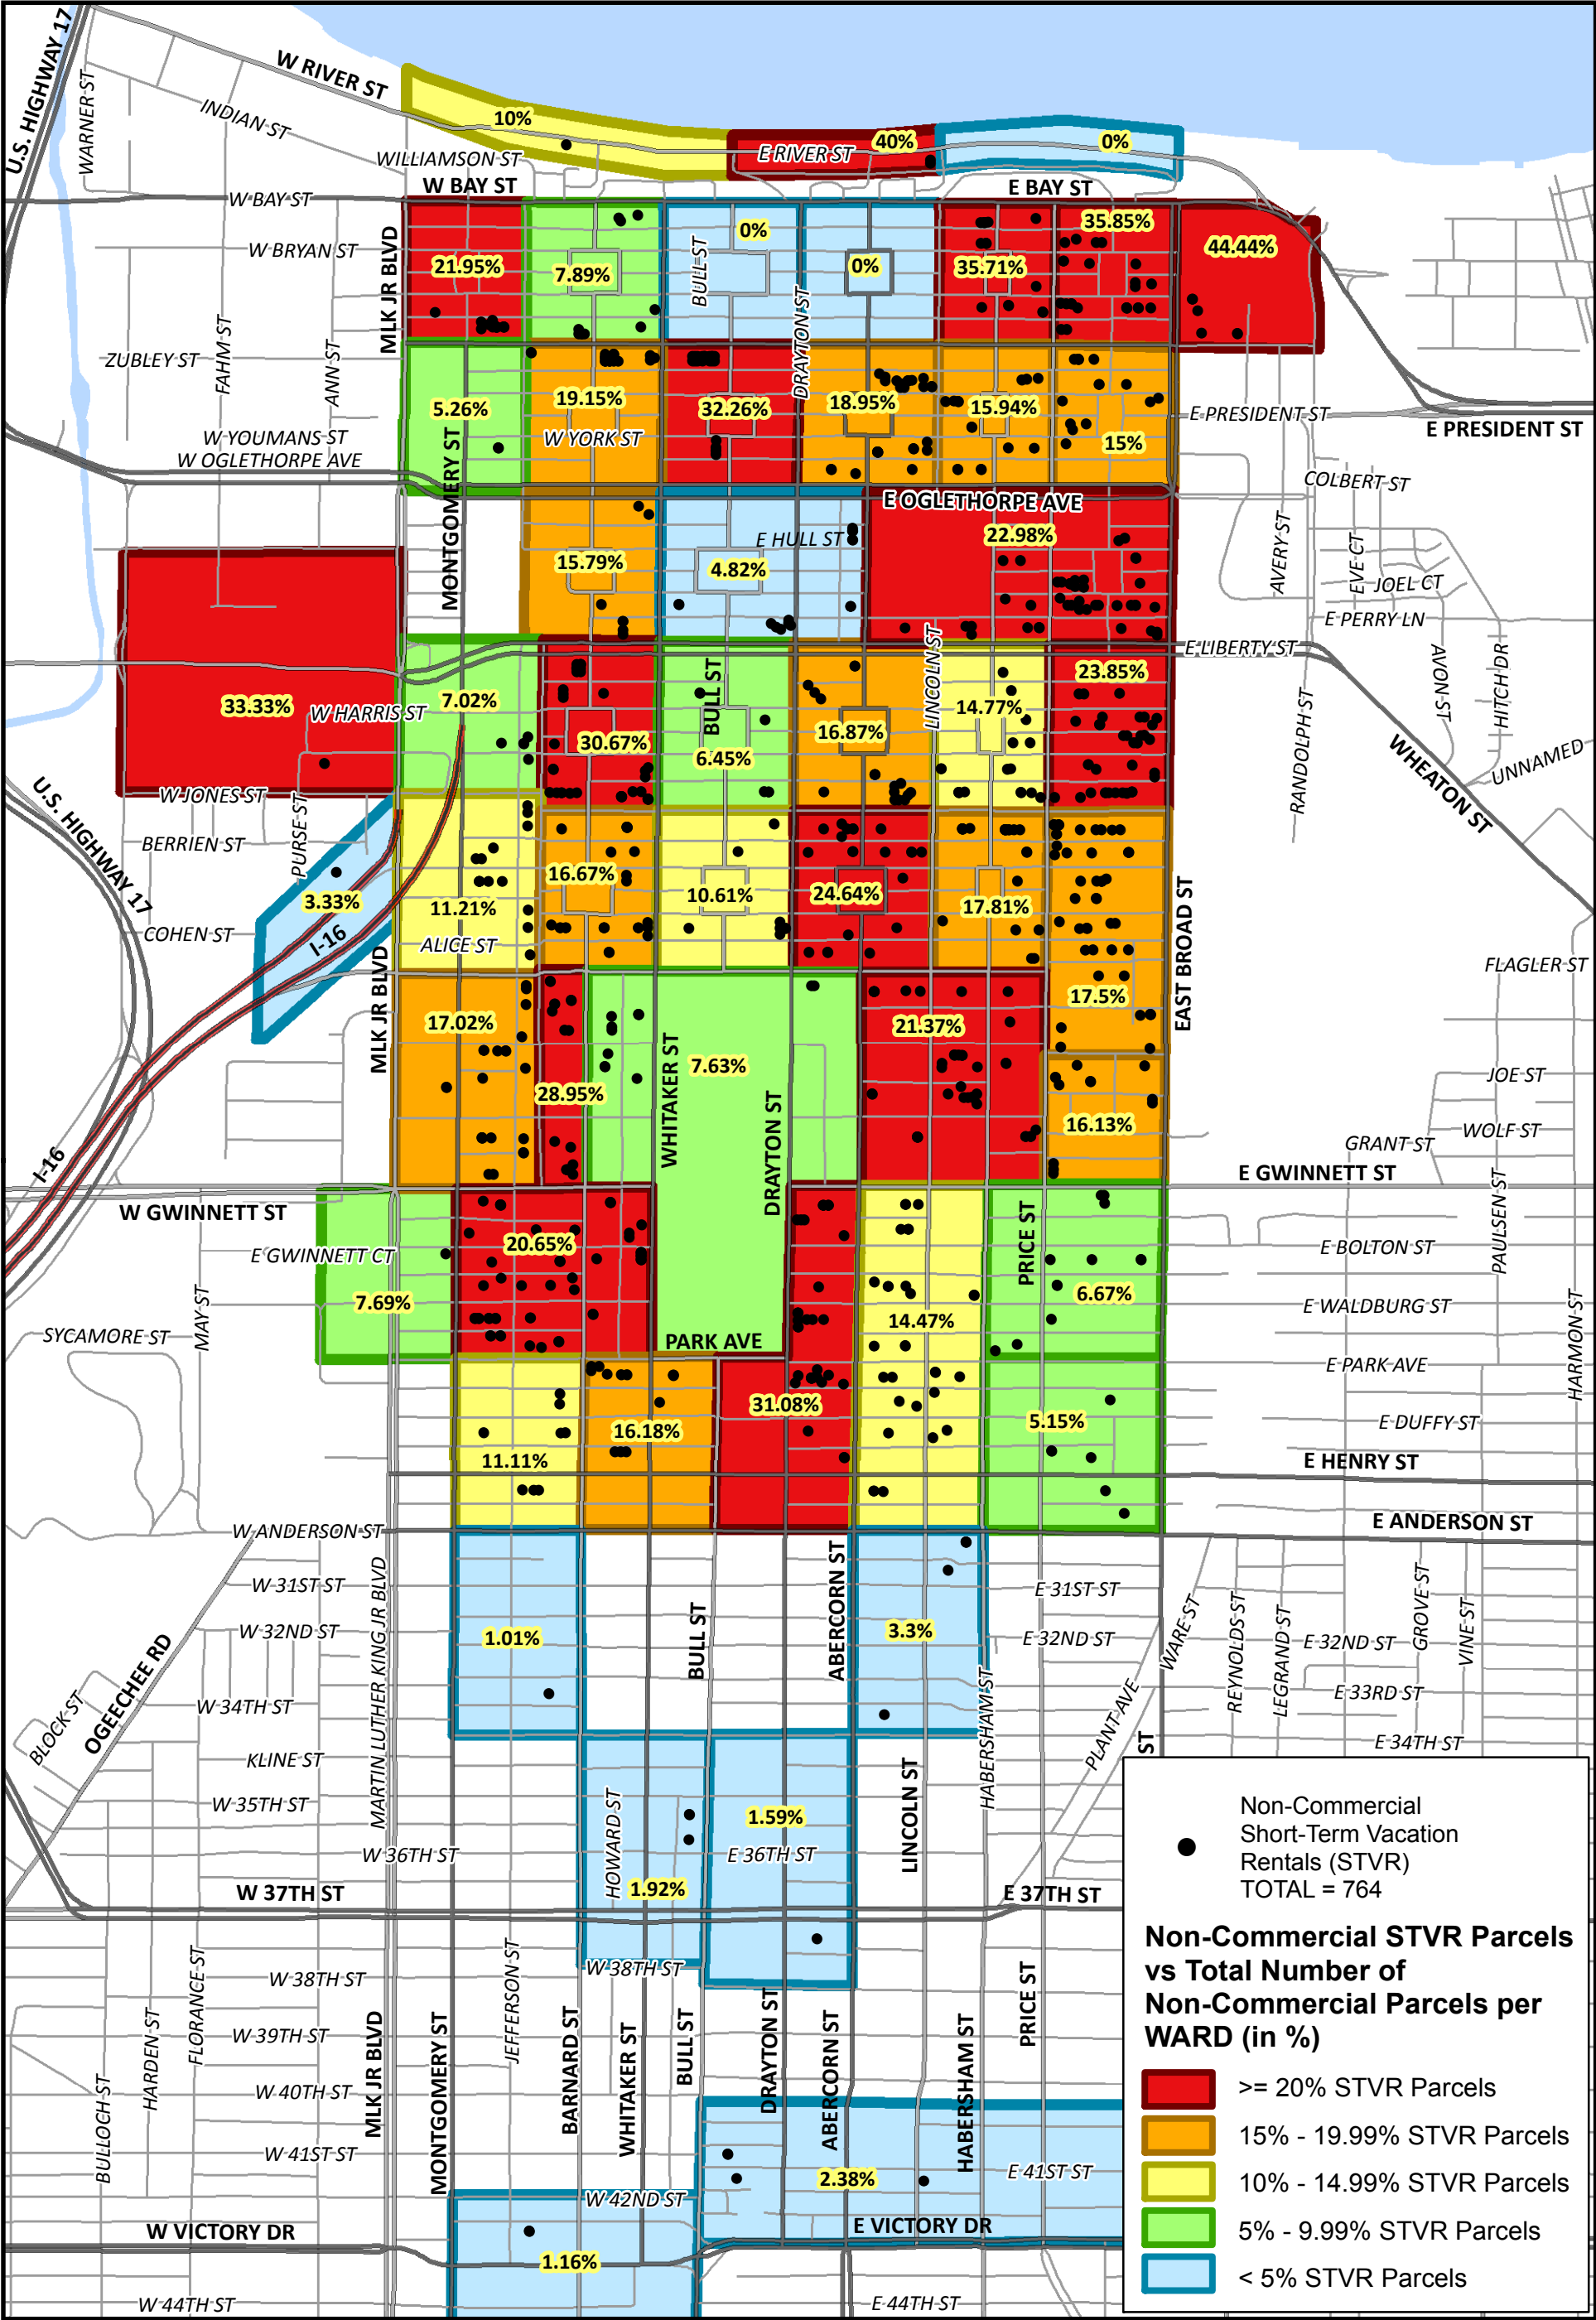 U.S. HIGHWAY 17
WARNER ST
W RIVER ST
INDIAN ST
10%
40%
0%
E RIVER ST
WILLIAMSON ST
W BAY ST
W BAY ST
E BAY ST
W BRYAN ST
MLK JR BLVD
21.95%
7.89%
BULL ST
0%
DRAYTON ST
0%
35.71%
35.85%
44.44%
ZUBLEY ST
FAHM ST
ANN ST
5.26%
19.15%
32.26%
18.95%
15.94%
15%
E PRESIDENT ST
E PRESIDENT ST
W YOUMANS ST
W YORK ST
W OGLETHORPE AVE
MONTGOMERY ST
E OGLETHORPE AVE
COLBERT ST
AVERY ST
EVE CT
JOEL CT
E HULL ST
22.98%
15.79%
4.82%
E PERRY LN
E LIBERTY ST
AVON ST
HITCH DR
33.33%
W HARRIS ST
7.02%
30.67%
BULL ST
6.45%
16.87%
LINCOLN ST
14.77%
23.85%
RANDOLPH ST
WHEATON ST
UNNAMED
U.S. HIGHWAY 17
W JONES ST
BERRIEN ST
PURSE ST
3.33%
COHEN ST
I-16
11.21%
ALICE ST
16.67%
10.61%
24.64%
17.81%
EAST BROAD ST
FLAGLER ST
MLK JR BLVD
17.02%
28.95%
WHITAKER ST
7.63%
DRAYTON ST
21.37%
17.5%
16.13%
JOE ST
WOLF ST
GRANT ST
I-16
W GWINNETT ST
E GWINNETT ST
PAULSEN ST
E GWINNETT CT
7.69%
20.65%
PRICE ST
E BOLTON ST
6.67%
E WALDBURG ST
MAY ST
SYCAMORE ST
14.47%
PARK AVE
E PARK AVE
HARMON ST
31.08%
16.18%
11.11%
5.15%
E DUFFY ST
E HENRY ST
W ANDERSON ST
E ANDERSON ST
W 31ST ST
E 31ST ST
W 32ND ST
MARTIN LUTHER KING JR BLVD
1.01%
BULL ST
ABERCORN ST
3.3%
E 32ND ST
WARE ST
REYNOLDS ST
LEGRAND ST
E 32ND ST
GROVE ST
VINE ST
OGEECHEE RD
BLOCK ST
W 34TH ST
HABERSHAM ST
PLANT AVE
E 33RD ST
E 34TH ST
KLINE ST
W 35TH ST
HOWARD ST
1.59%
LINCOLN ST
ST
W 36TH ST
E 36TH ST
1.92%
W 37TH ST
E 37TH ST
W 38TH ST
W 38TH ST
FLORANCE ST
JEFFERSON ST
W 39TH ST
HARDEN ST
MLK JR BLVD
MONTGOMERY ST
BARNARD ST
WHITAKER ST
BULL ST
DRAYTON ST
ABERCORN ST
HABERSHAM ST
PRICE ST
W 40TH ST
BULLOCH ST
W 41ST ST
E 41ST ST
2.38%
W 42ND ST
W VICTORY DR
E VICTORY DR
1.16%
W 44TH ST
E 44TH ST
Non-Commercial
Short-Term Vacation
Rentals (STVR)
TOTAL = 764
Non-Commercial STVR Parcels
vs Total Number of
Non-Commercial Parcels per
WARD (in %)
>= 20% STVR Parcels
15% - 19.99% STVR Parcels
10% - 14.99% STVR Parcels
5% - 9.99% STVR Parcels
< 5% STVR Parcels